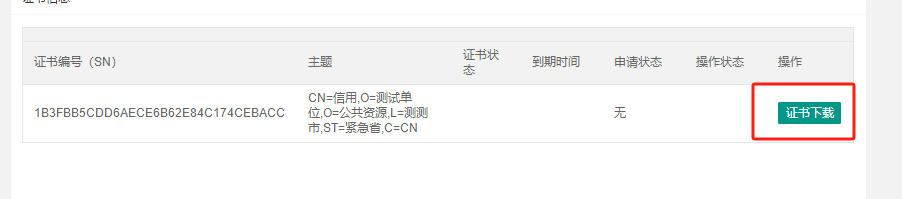 证书信息
证书编号（SN）
主题
证书状
态
到期时间
申请状态
操作状态
操作
1B3FBB5CDD6AECE6B62E84C174CEBACC
CN=信用,O=测试单
位,O=公共资源,L=测测
市,ST=紧急省,C=CN
无
证书下载